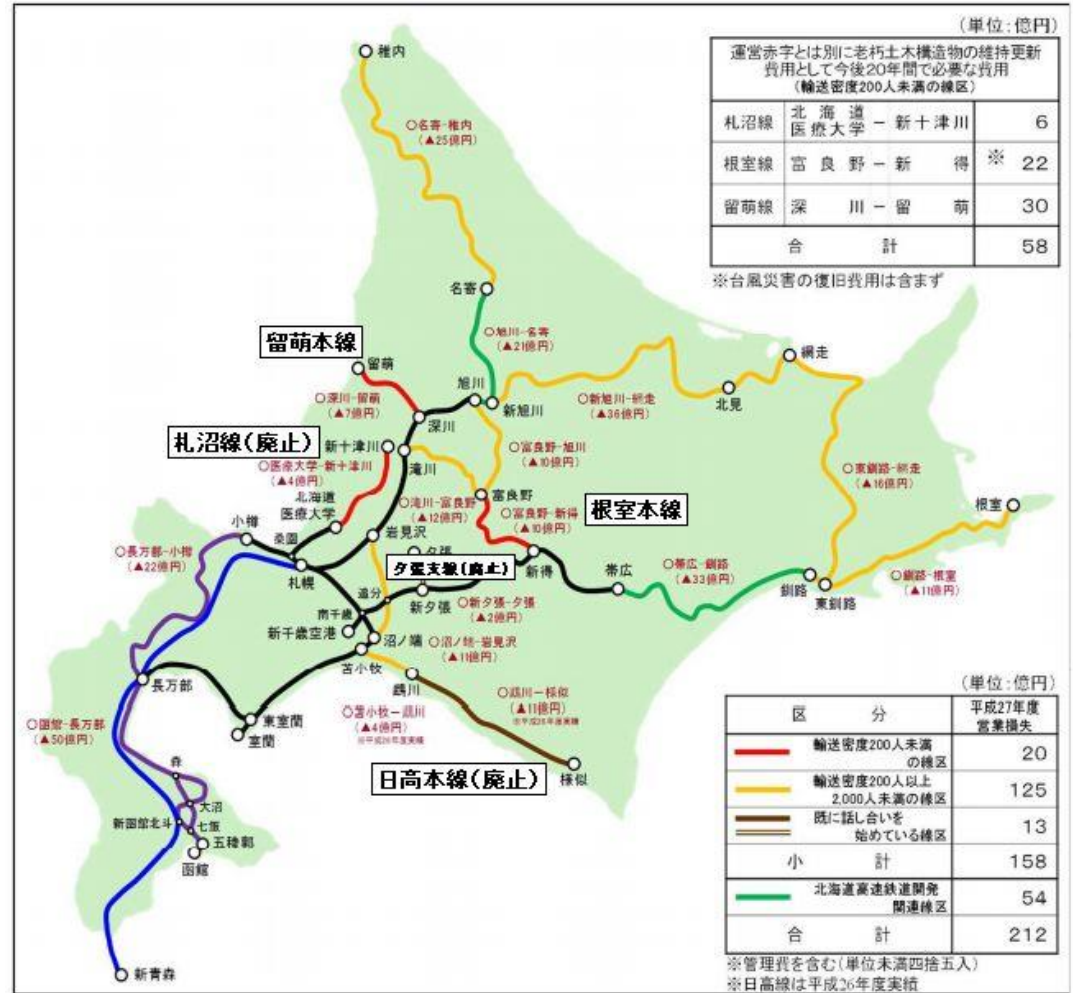 (単位:億円)
運営赤字とは別に老朽土木構造物の維持更新
費用として今後20年間で必要な費用
(輸送密度200人未満の線区)
札沼線 北海道医療大学-新十津川 6
根室線 富良野-新得 ※ 22
留萌線 深川-留萌 30
合計 58
※台風災害の復旧費用は含まず
稚内
○名寄-稚内
(▲25億円)
名寄
○旭川-名寄
(▲21億円)
留萌本線
留萌
○深川-留萌
(▲7億円)
深川
旭川
新旭川
○新旭川-網走
(▲36億円)
北見
網走
札沼線(廃止)
新十津川
○医療大学-新十津川
(▲4億円)
北海道
医療大学
滝川
○富良野-旭川
(▲10億円)
富良野
○滝川-富良野
(▲12億円)
○富良野-新得
(▲10億円)
根室本線
○東釧路-網走
(▲16億円)
根室
小樽
桑園
札幌
岩見沢
○長万部-小樽
(▲22億円)
夕張
夕張支線(廃止)
新得
帯広
○帯広-釧路
(▲33億円)
釧路
東釧路
○釧路-根室
(▲11億円)
追分
新夕張
○新夕張-夕張
(▲2億円)
南千歳
新千歳空港
沼ノ端
○沼ノ端-岩見沢
(▲11億円)
苫小牧
鵡川
○鵡川-様似
(▲11億円)
※平成26年度実績
○苫小牧-鵡川
(▲4億円)
※平成26年度実績
長万部
東室蘭
室蘭
日高本線(廃止)
様似
○函館-長万部
(▲50億円)
森
大沼
新函館北斗
七飯
五稜郭
函館
新青森
(単位:億円)
区分 平成27年度営業損失
輸送密度200人未満の線区 20
輸送密度200人以上2,000人未満の線区 125
既に話し合いを始めている線区 13
小計 158
北海道高速鉄道開発関連線区 54
合計 212
※管理費を含む(単位未満四捨五入)
※日高線は平成26年度実績